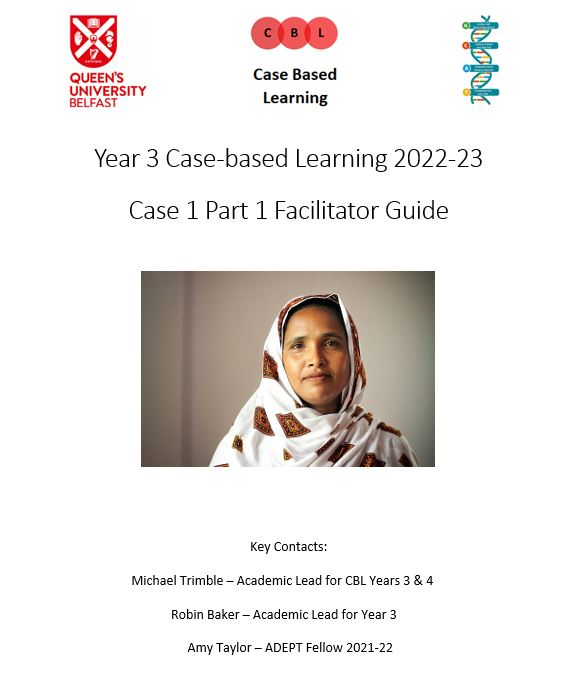 QUEEN'S
UNIVERSITY
BELFAST
C B L
Case Based
Learning
Year 3 Case-based Learning 2022-23
Case 1 Part 1 Facilitator Guide
Key Contacts:
Michael Trimble – Academic Lead for CBL Years 3 & 4
Robin Baker – Academic Lead for Year 3
Amy Taylor – ADEPT Fellow 2021-22